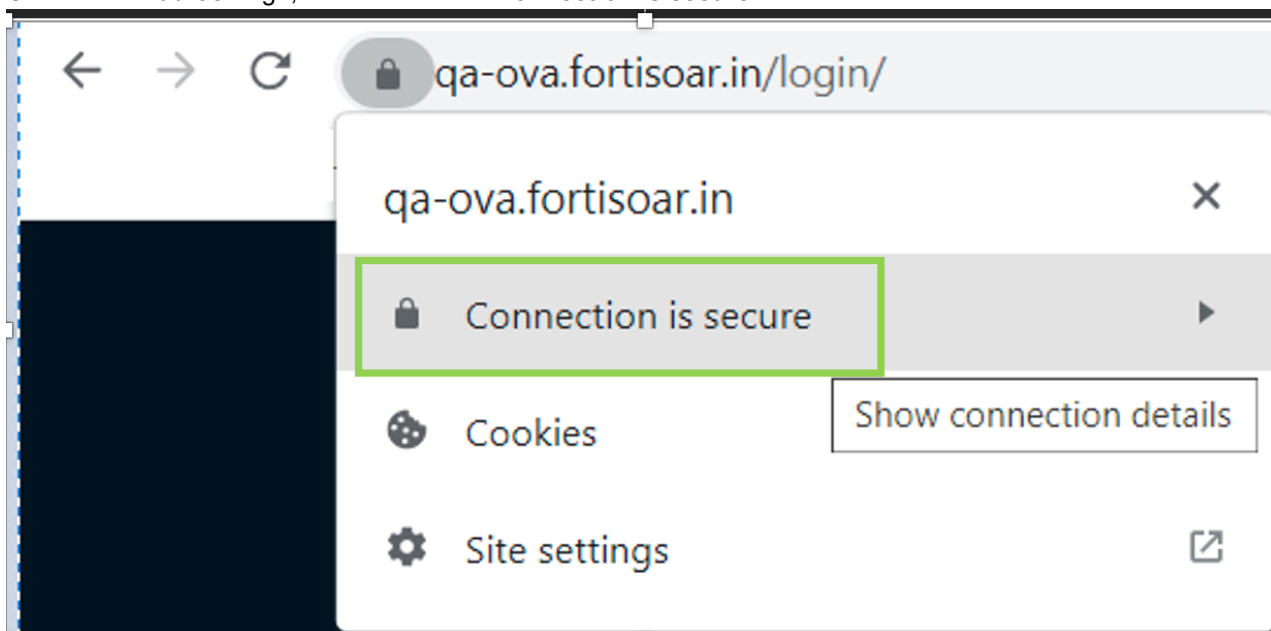 qa-ova.fortisoar.in/login/
qa-ova.fortisoar.in
Connection is secure
Show connection details
Cookies
Site settings